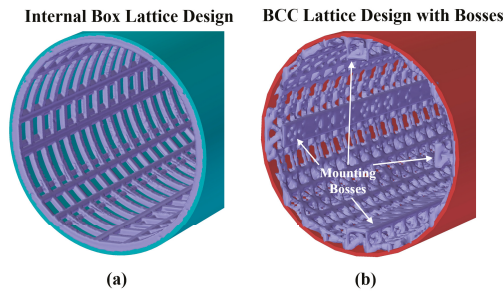 Internal Box Lattice Design
BCC Lattice Design with Bosses
Mounting
Bosses
(a)
(b)